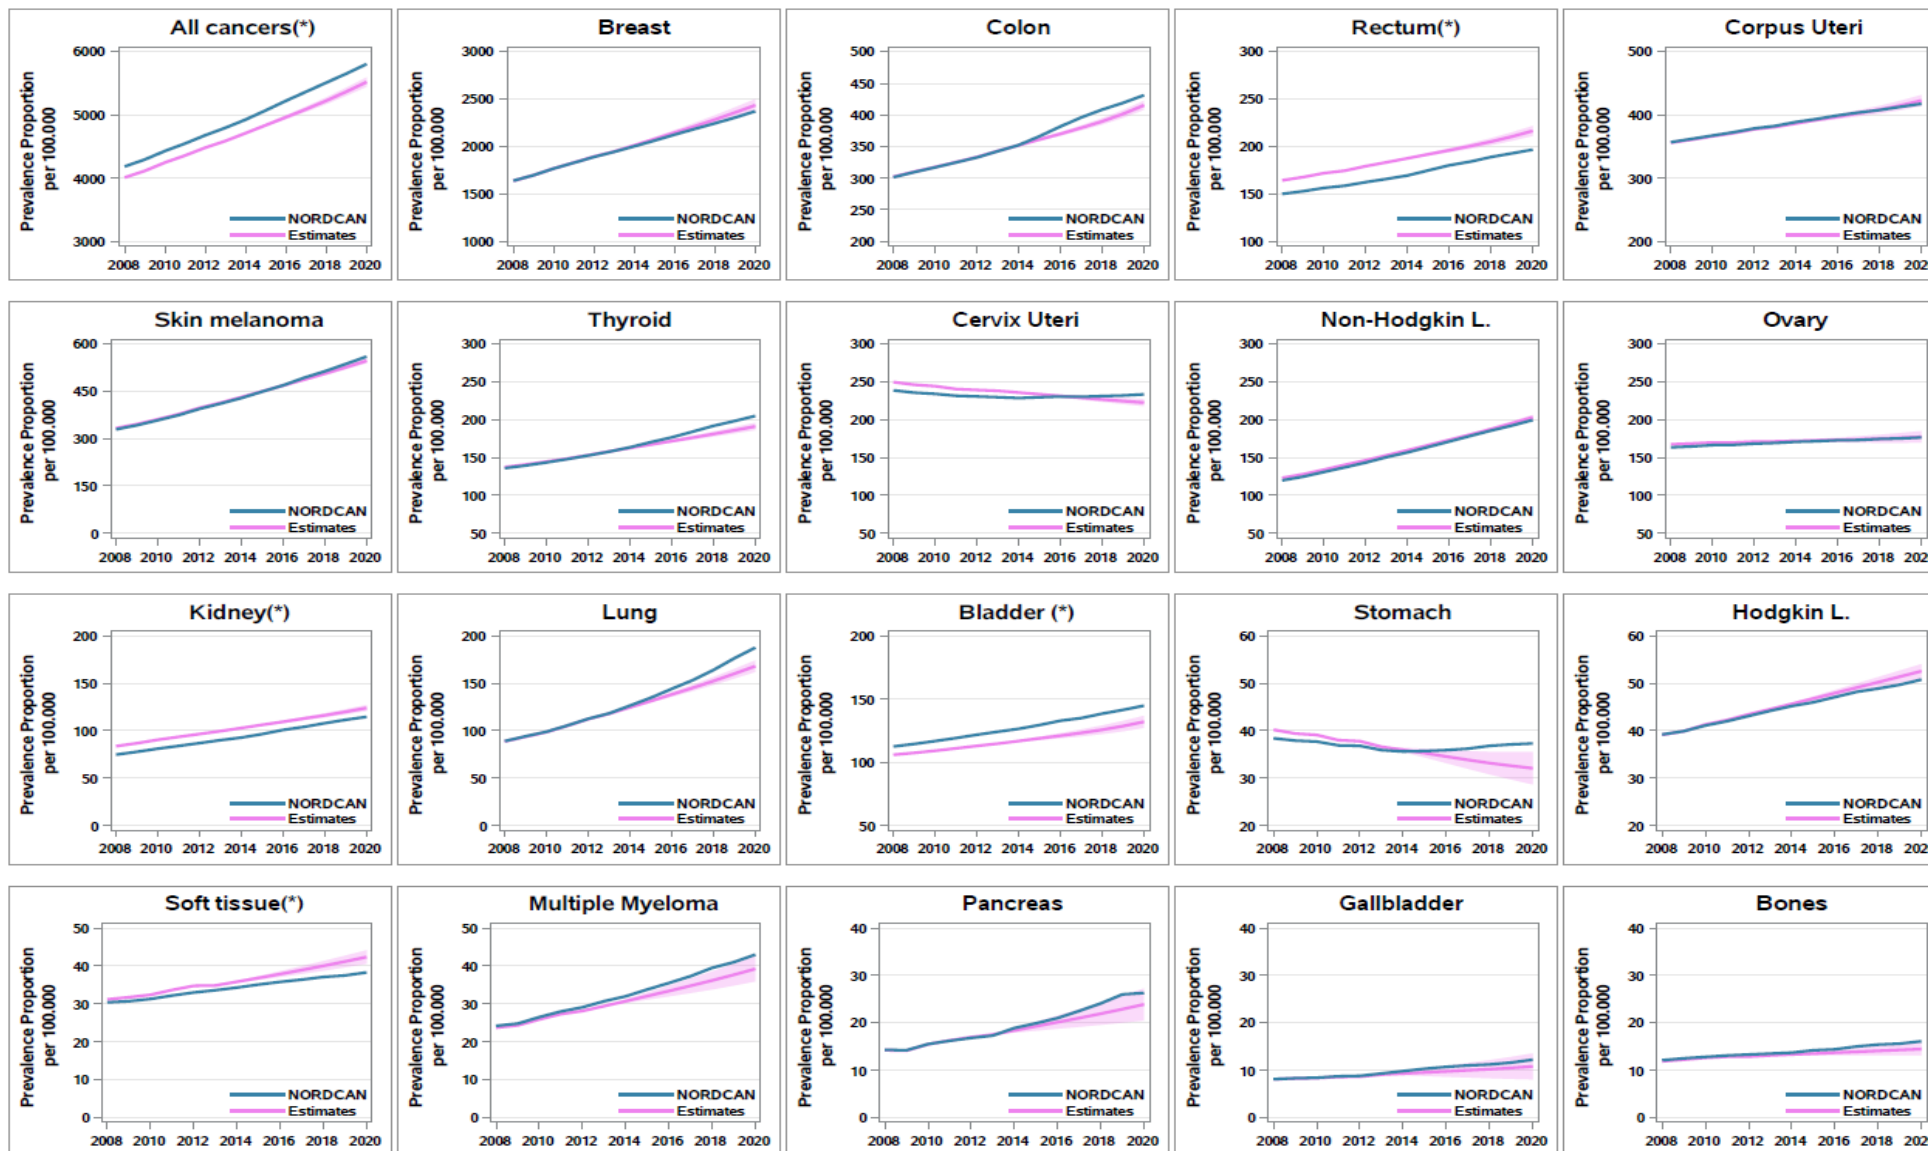 All cancers(*)
Prevalence Proportion
per 100.000
6000
5000
4000
3000
NORDCAN
Estimates
2008 2010 2012 2014 2016 2018 2020
Breast
Prevalence Proportion
per 100.000
3000
2500
2000
1500
1000
NORDCAN
Estimates
2008 2010 2012 2014 2016 2018 2020
Colon
Prevalence Proportion
per 100.000
500
450
400
350
300
250
200
NORDCAN
Estimates
2008 2010 2012 2014 2016 2018 2020
Rectum(*)
Prevalence Proportion
per 100.000
300
250
200
150
100
NORDCAN
Estimates
2008 2010 2012 2014 2016 2018 2020
Corpus Uteri
Prevalence Proportion
per 100.000
500
400
300
200
NORDCAN
Estimates
2008 2010 2012 2014 2016 2018 202
Skin melanoma
Prevalence Proportion
per 100.000
600
450
300
150
0
NORDCAN
Estimates
2008 2010 2012 2014 2016 2018 2020
Thyroid
Prevalence Proportion
per 100.000
300
250
200
150
100
50
NORDCAN
Estimates
2008 2010 2012 2014 2016 2018 2020
Cervix Uteri
Prevalence Proportion
per 100.000
300
250
200
150
100
50
NORDCAN
Estimates
2008 2010 2012 2014 2016 2018 2020
Non-Hodgkin L.
Prevalence Proportion
per 100.000
300
250
200
150
100
50
NORDCAN
Estimates
2008 2010 2012 2014 2016 2018 2020
Ovary
Prevalence Proportion
per 100.000
300
250
200
150
100
50
NORDCAN
Estimates
2008 2010 2012 2014 2016 2018 202
Kidney(*)
Prevalence Proportion
per 100.000
200
150
100
50
0
NORDCAN
Estimates
2008 2010 2012 2014 2016 2018 2020
Lung
Prevalence Proportion
per 100.000
200
150
100
50
0
NORDCAN
Estimates
2008 2010 2012 2014 2016 2018 2020
Bladder (*)
Prevalence Proportion
per 100.000
200
150
100
50
NORDCAN
Estimates
2008 2010 2012 2014 2016 2018 2020
Stomach
Prevalence Proportion
per 100.000
60
50
40
30
20
NORDCAN
Estimates
2008 2010 2012 2014 2016 2018 2020
Hodgkin L.
Prevalence Proportion
per 100.000
60
50
40
30
20
NORDCAN
Estimates
2008 2010 2012 2014 2016 2018 202
Soft tissue(*)
Prevalence Proportion
per 100.000
50
40
30
20
10
0
NORDCAN
Estimates
2008 2010 2012 2014 2016 2018 2020
Multiple Myeloma
Prevalence Proportion
per 100.000
50
40
30
20
10
0
NORDCAN
Estimates
2008 2010 2012 2014 2016 2018 2020
Pancreas
Prevalence Proportion
per 100.000
40
30
20
10
0
NORDCAN
Estimates
2008 2010 2012 2014 2016 2018 2020
Gallbladder
Prevalence Proportion
per 100.000
40
30
20
10
0
NORDCAN
Estimates
2008 2010 2012 2014 2016 2018 2020
Bones
Prevalence Proportion
per 100.000
40
30
20
10
0
NORDCAN
Estimates
2008 2010 2012 2014 2016 2018 202